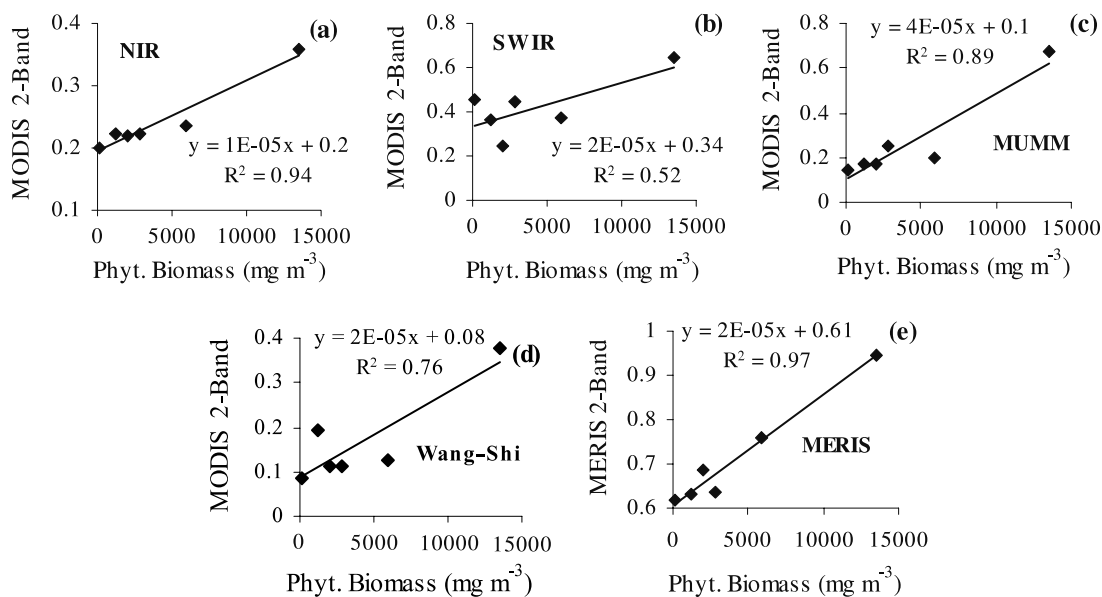 (a)
NIR
MODIS 2-Band
0.4
0.3
0.2
0.1
y = 1E-05x + 0.2
R² = 0.94
0 5000 10000 15000
Phyt. Biomass (mg m⁻³)
(b)
SWIR
MODIS 2-Band
0.8
0.6
0.4
0.2
0
y = 2E-05x + 0.34
R² = 0.52
0 5000 10000 15000
Phyt. Biomass (mg m⁻³)
y = 4E-05x + 0.1 (c)
R² = 0.89
MUMM
MODIS 2-Band
0.8
0.6
0.4
0.2
0
0 5000 10000 15000
Phyt. Biomass (mg m⁻³)
y = 2E-05x + 0.08 (d)
R² = 0.76
Wang-Shi
MODIS 2-Band
0.4
0.3
0.2
0.1
0
0 5000 10000 15000
Phyt. Biomass (mg m⁻³)
y = 2E-05x + 0.61 (e)
R² = 0.97
MERIS
MERIS 2-Band
1
0.9
0.8
0.7
0.6
0 5000 10000 15000
Phyt. Biomass (mg m⁻³)